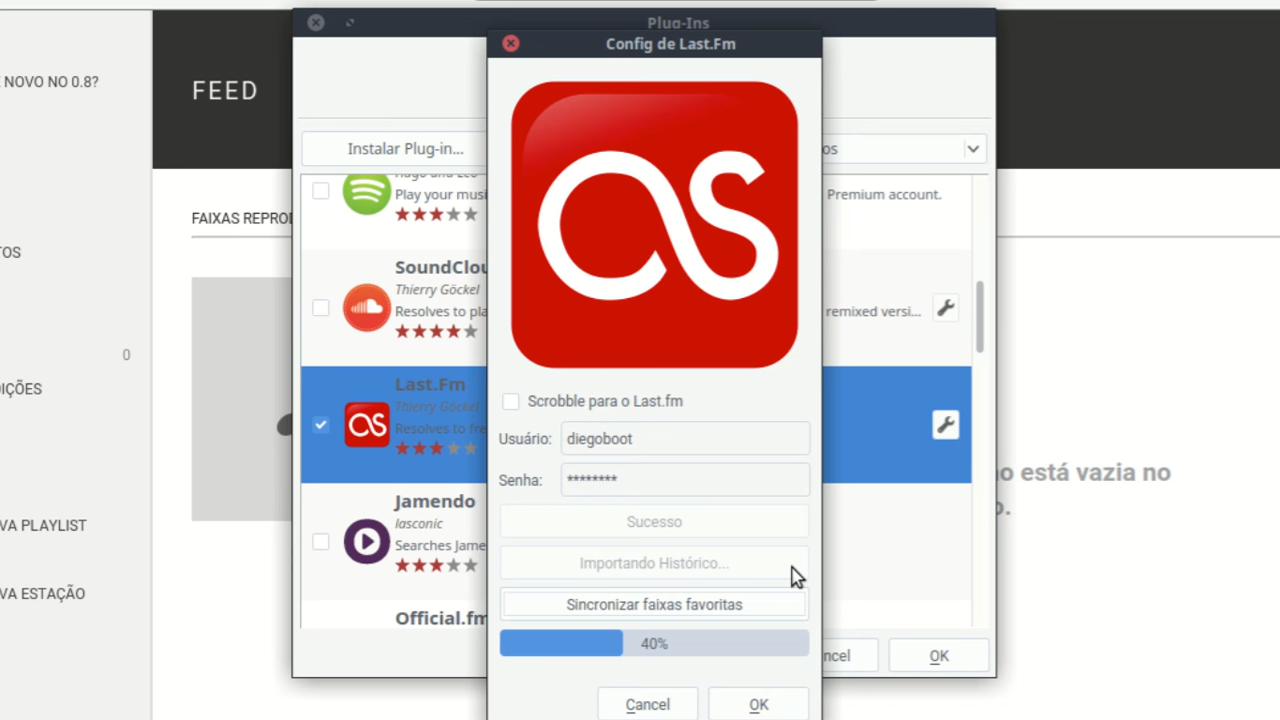 Plug-Ins
Config de Last.Fm
NOVO NO 0.8?
FEED
Instalar Plug-in...
os
Play your musi
Premium account.
FAIXAS REPROD
TOS
SoundClou
Thierry Göckel
Resolves to pla
remixed versi...
0
IÇÕES
Last.Fm
Thierry Göckel
Resolves to fre
Scrobble para o Last.fm
Usuário: diegoboot
Senha: ********
o está vazia no
o.
Jamendo
lasconic
Searches Jame
Sucesso
VA PLAYLIST
Importando Histórico...
VA ESTAÇÃO
Sincronizar faixas favoritas
Official.fm
40%
ncel
OK
Cancel
OK